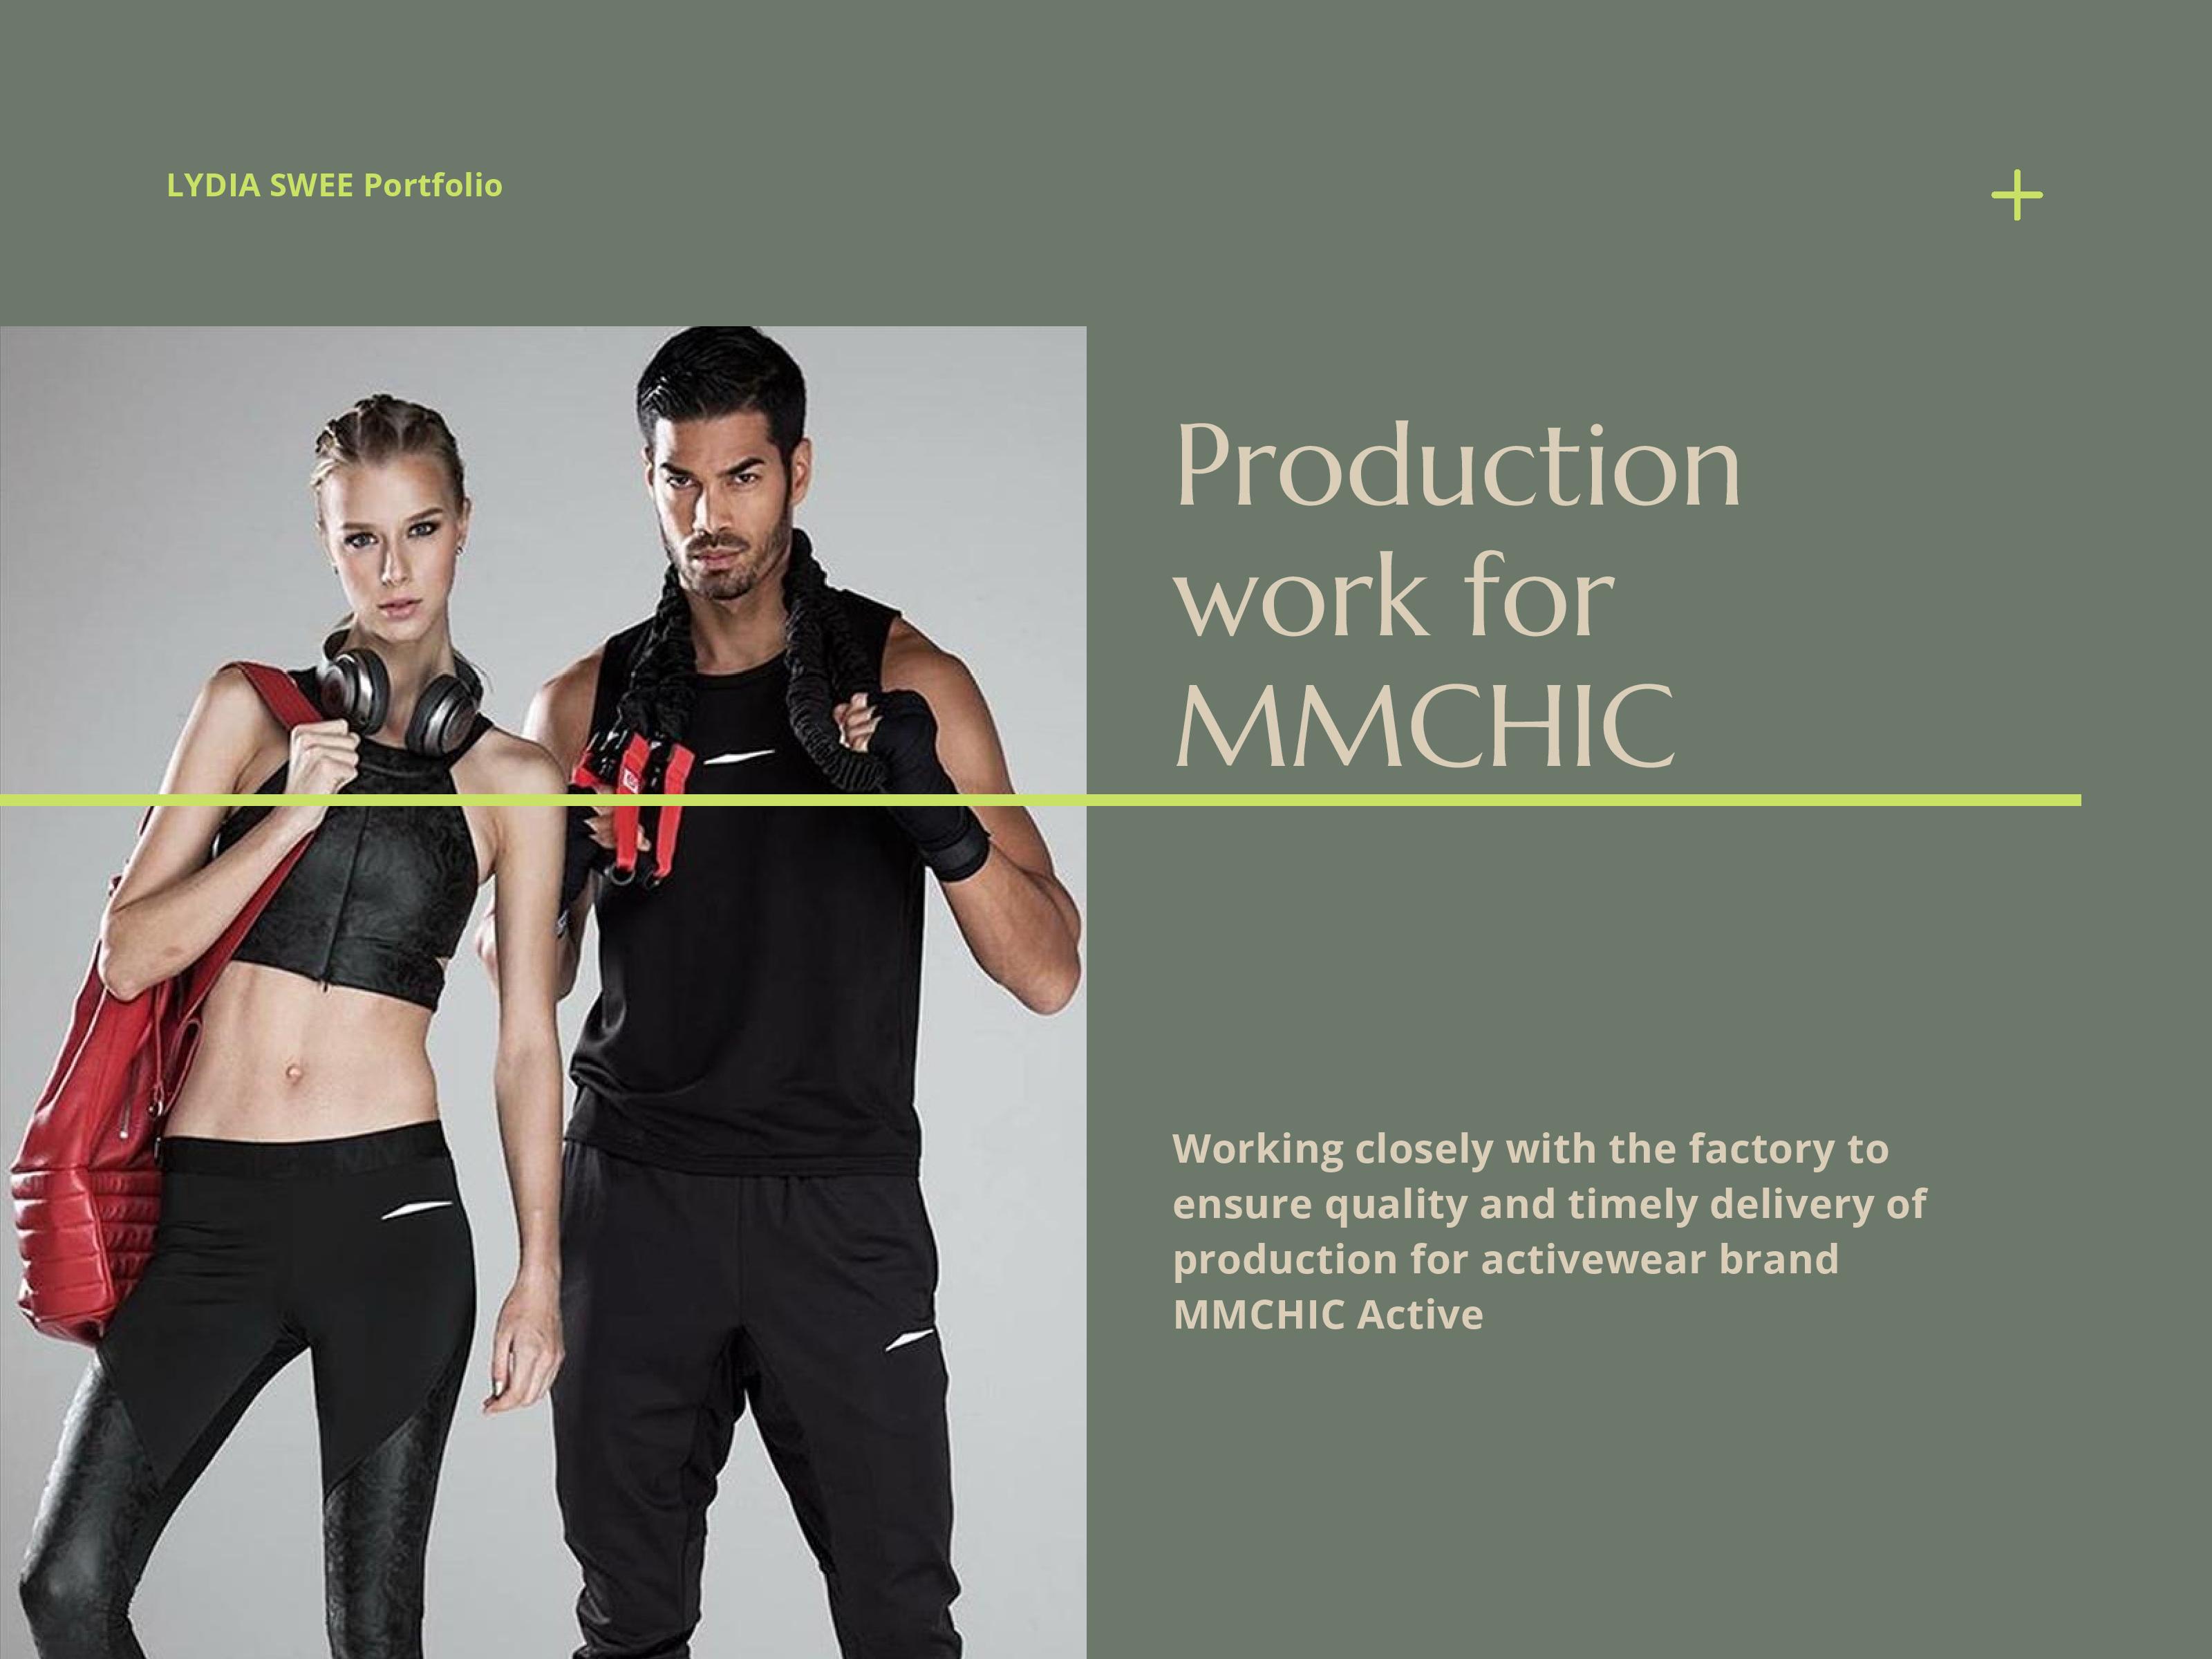 LYDIA SWEE Portfolio
Production
work for
MMCHIC
Working closely with the factory to
ensure quality and timely delivery of
production for activewear brand
MMCHIC Active